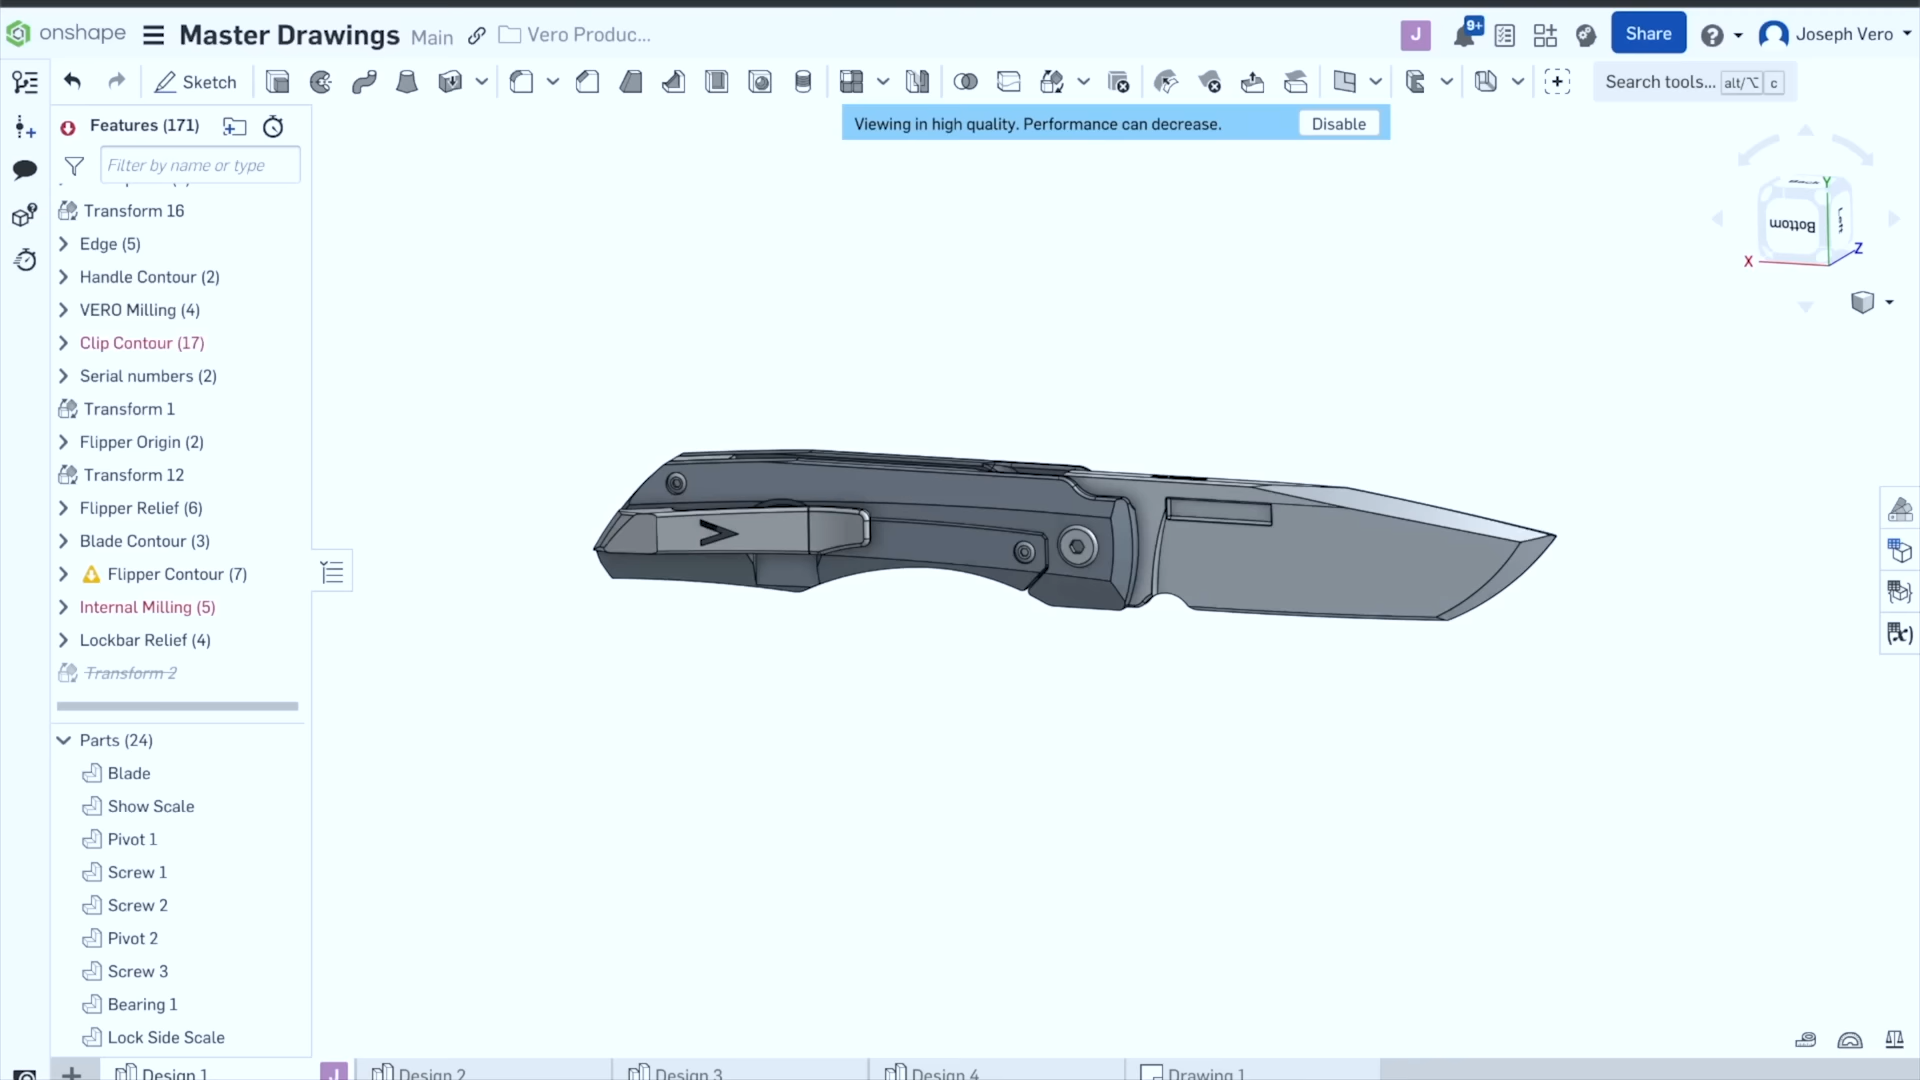 onshape
Master Drawings Main Vero Produc...
J
9+
Share
Joseph Vero
Sketch
Search tools... alt/⌥ c
Features (171)
Viewing in high quality. Performance can decrease.
Disable
Filter by name or type
Transform 16
Edge (5)
Handle Contour (2)
VERO Milling (4)
Clip Contour (17)
Serial numbers (2)
Transform 1
Flipper Origin (2)
Transform 12
Flipper Relief (6)
Blade Contour (3)
Flipper Contour (7)
Internal Milling (5)
Lockbar Relief (4)
Transform 2
Parts (24)
Blade
Show Scale
Pivot 1
Screw 1
Screw 2
Pivot 2
Screw 3
Bearing 1
Lock Side Scale
Y
Bottom
Left
Z
X
Design 1
J
Design 2
Design 3
Design 4
Drawing 1